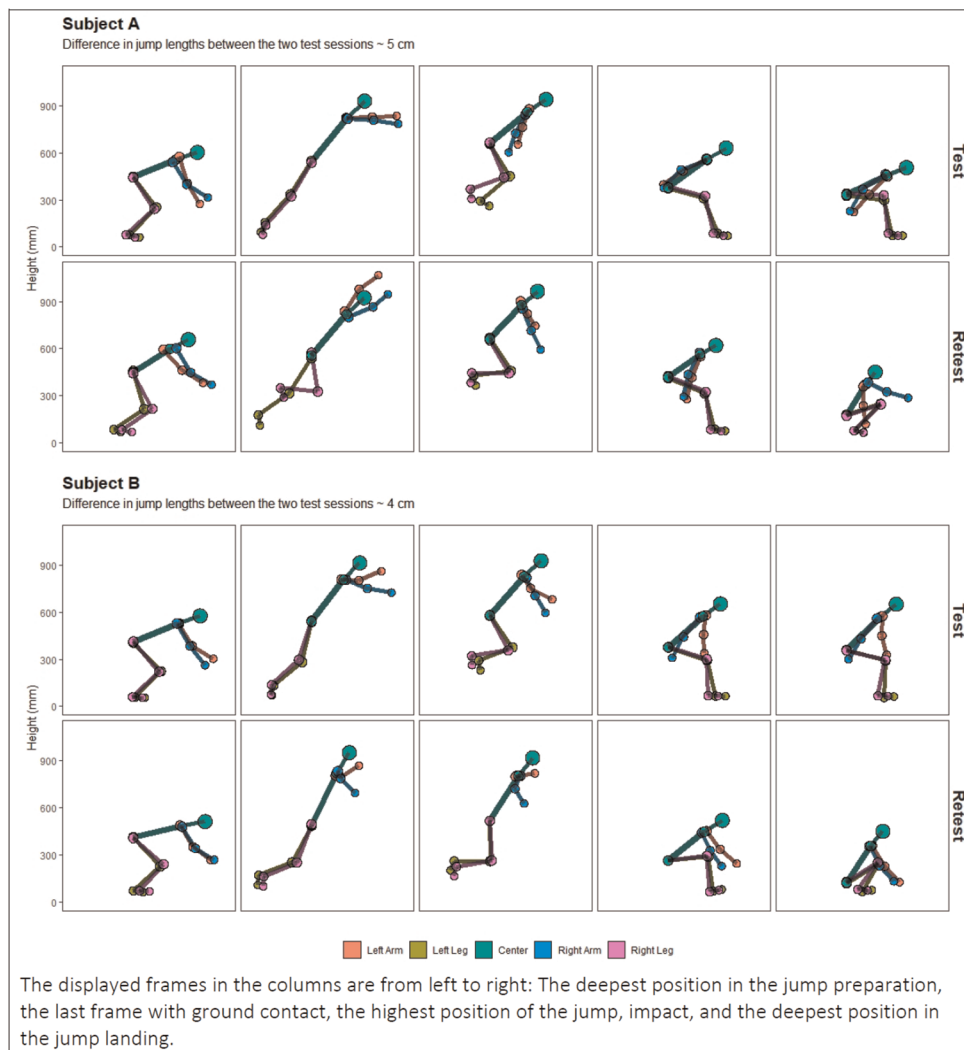 Subject A
Difference in jump lengths between the two test sessions ~ 5 cm
900
600
300
0
Test
Height (mm)
900
600
300
0
Retest
Subject B
Difference in jump lengths between the two test sessions ~ 4 cm
900
600
300
0
Test
Height (mm)
900
600
300
0
Retest
Left Arm Left Leg Center Right Arm Right Leg
The displayed frames in the columns are from left to right: The deepest position in the jump preparation,
the last frame with ground contact, the highest position of the jump, impact, and the deepest position in
the jump landing.